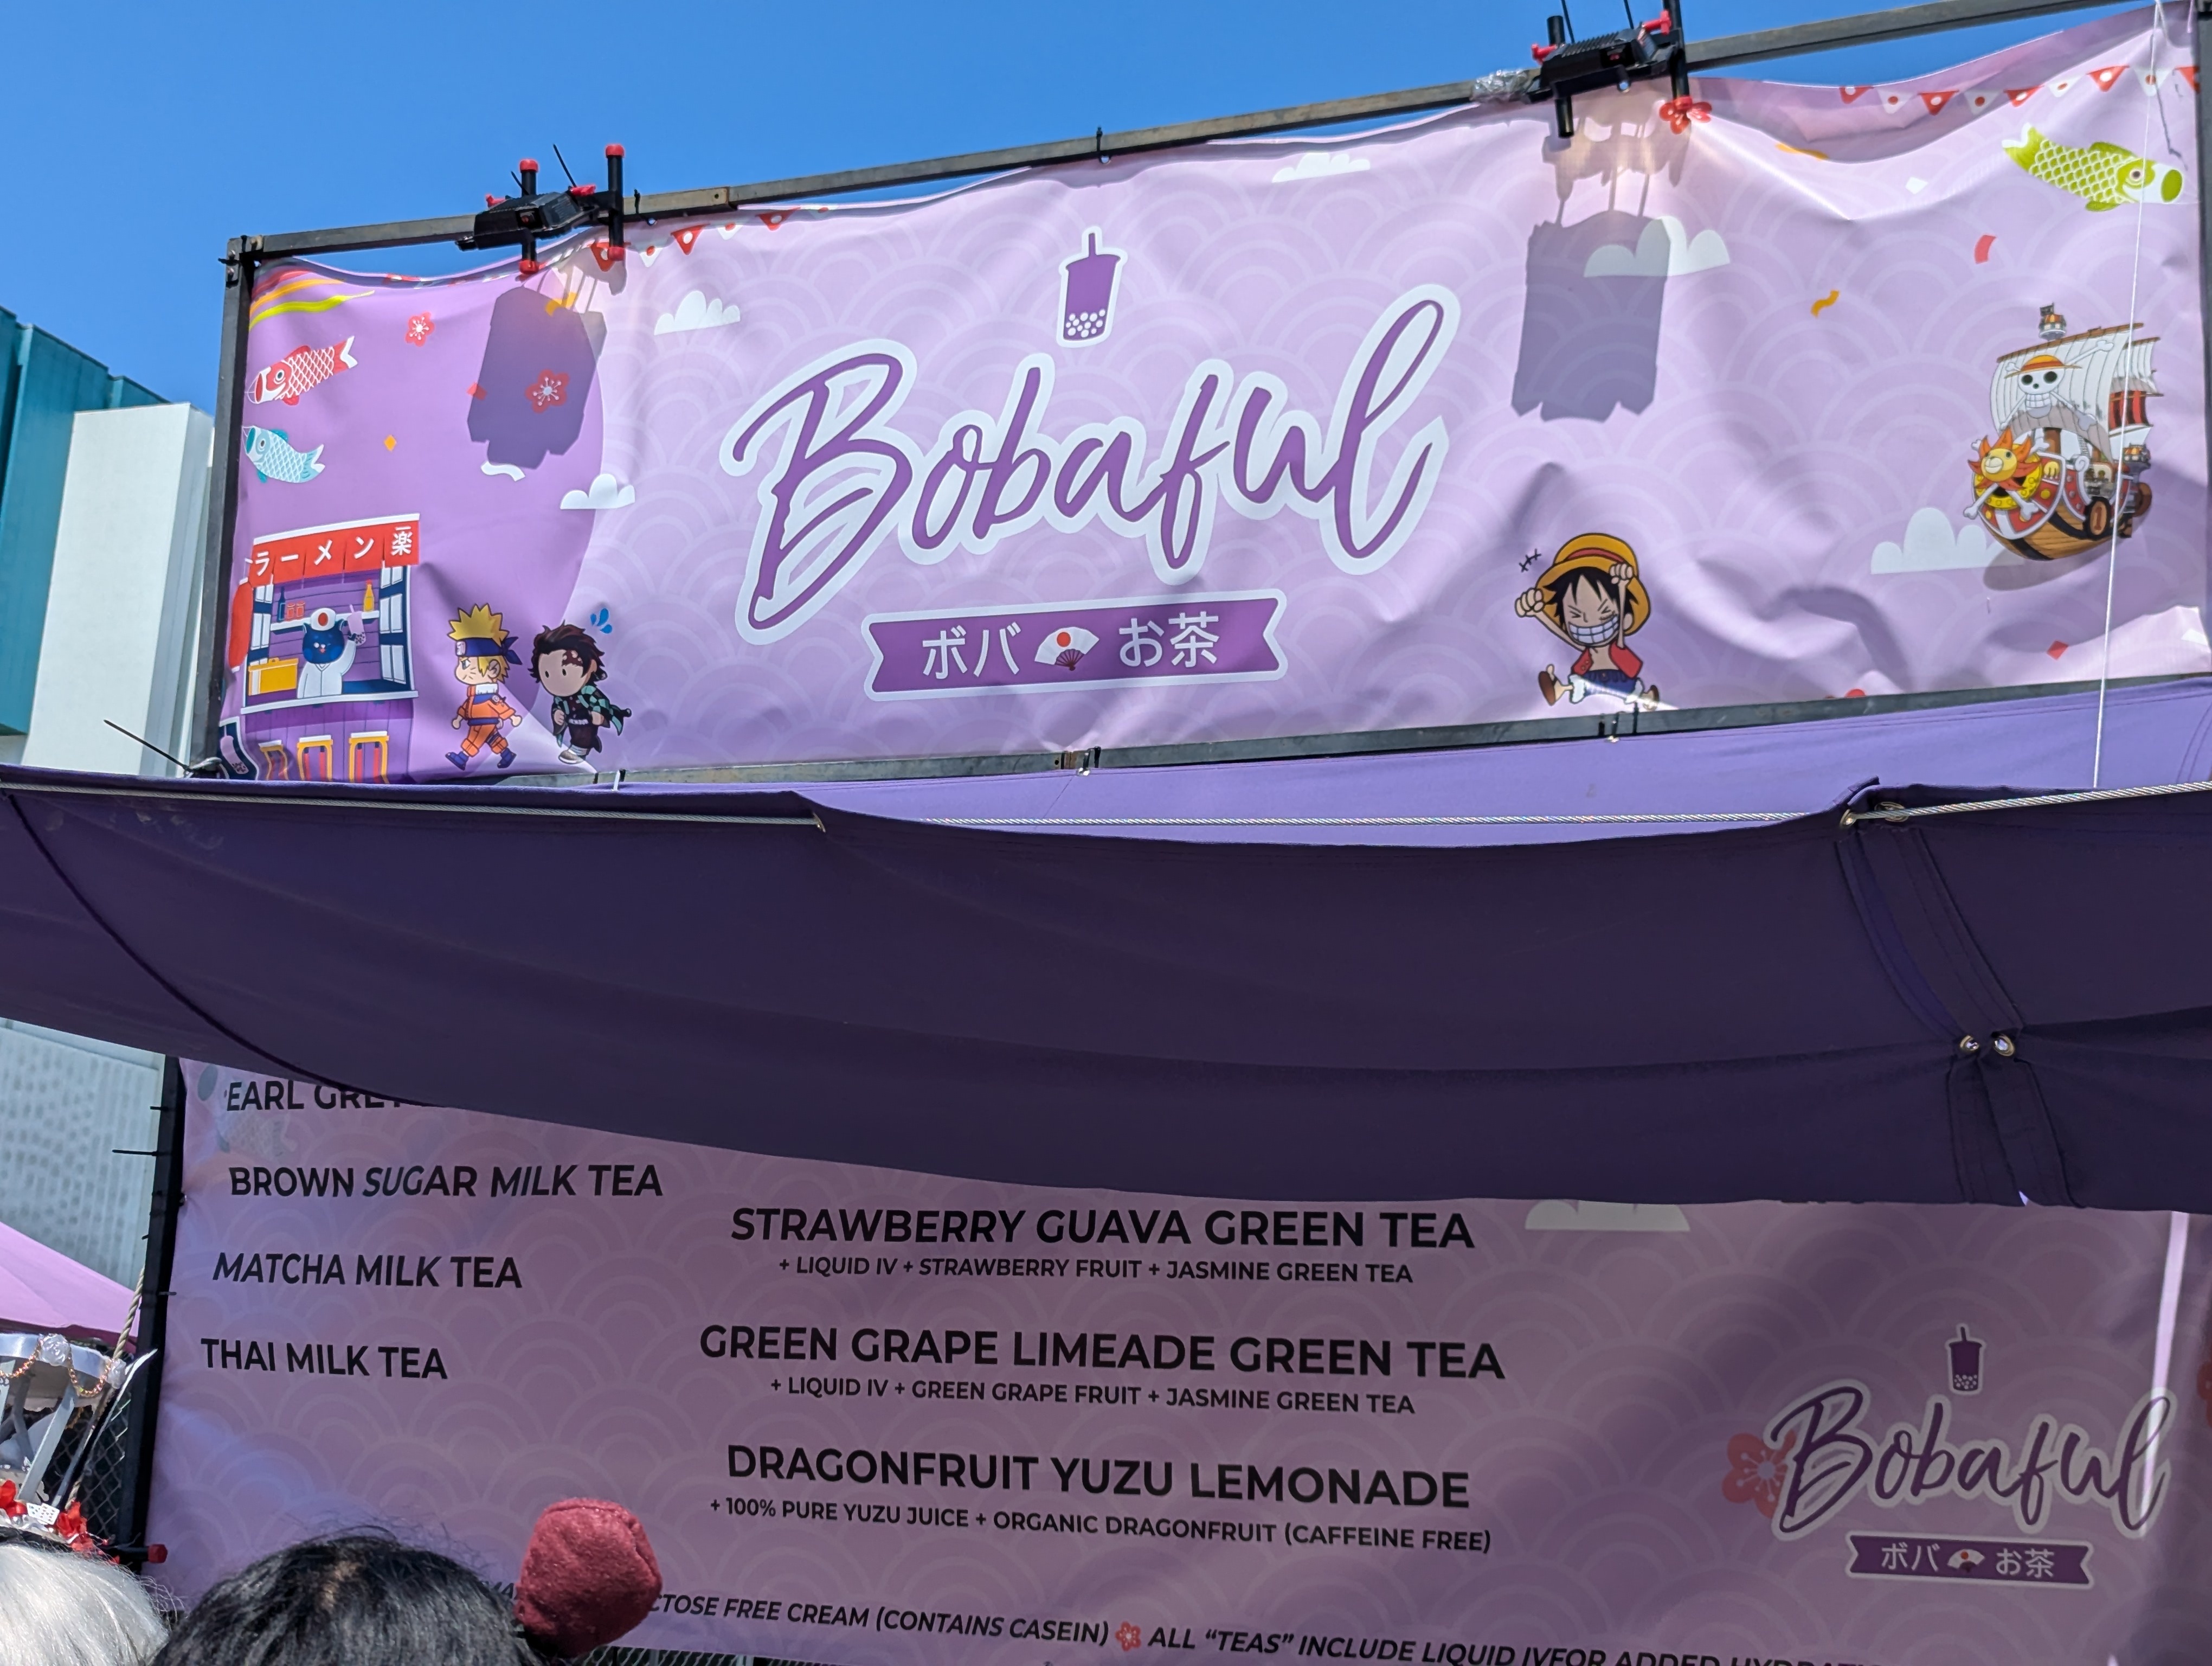 Bobaful
ボバ お茶
ラーメン楽
EARL GREY
BROWN SUGAR MILK TEA
MATCHA MILK TEA
THAI MILK TEA
STRAWBERRY GUAVA GREEN TEA
+ LIQUID IV + STRAWBERRY FRUIT + JASMINE GREEN TEA
GREEN GRAPE LIMEADE GREEN TEA
+ LIQUID IV + GREEN GRAPE FRUIT + JASMINE GREEN TEA
DRAGONFRUIT YUZU LEMONADE
+ 100% PURE YUZU JUICE + ORGANIC DRAGONFRUIT (CAFFEINE FREE)
Bobaful
ボバ お茶
FREE CREAM (CONTAINS CASEIN) ALL “TEAS” INCLUDE LIQUID IVFOR ADDED